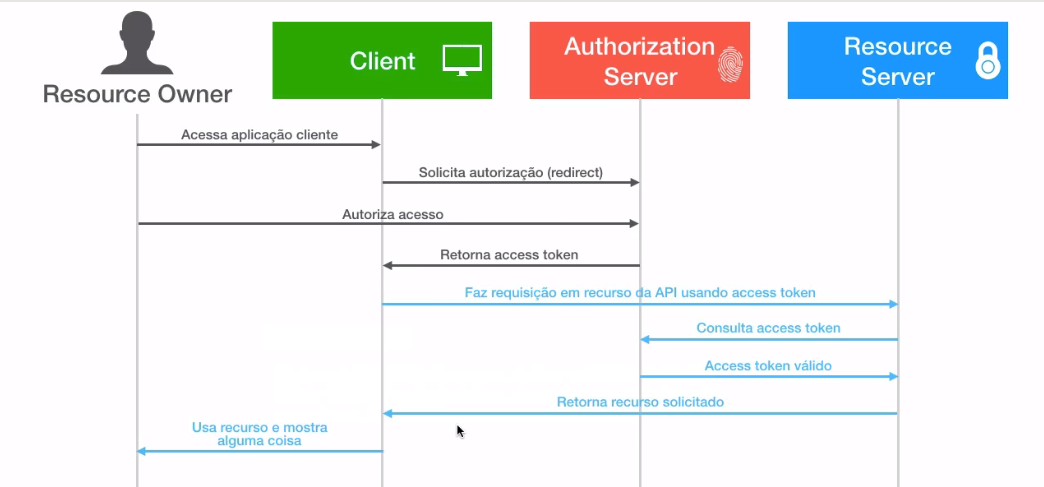 Resource Owner
Client
Authorization
Server
Resource
Server
Acessa aplicação cliente
Solicita autorização (redirect)
Autoriza acesso
Retorna access token
Faz requisição em recurso da API usando access token
Consulta access token
Access token válido
Retorna recurso solicitado
Usa recurso e mostra
alguma coisa